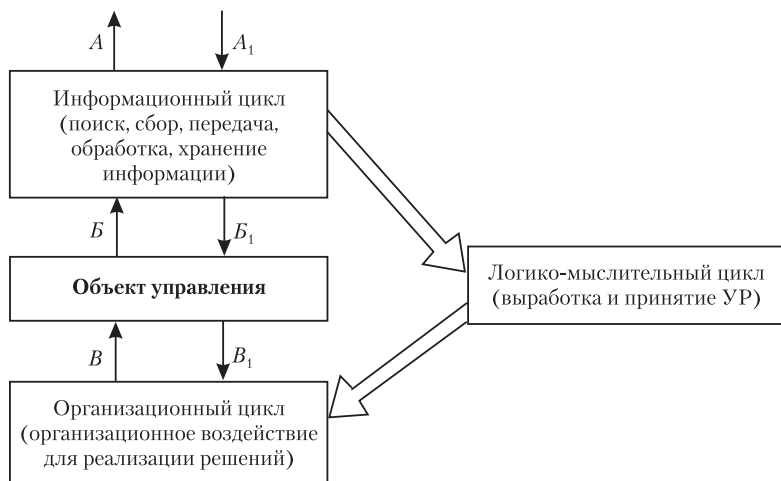 А
А₁
Информационный цикл
(поиск, сбор, передача,
обработка, хранение
информации)
Б
Б₁
Объект управления
Логико-мыслительный цикл
(выработка и принятие УР)
В
В₁
Организационный цикл
(организационное воздействие
для реализации решений)